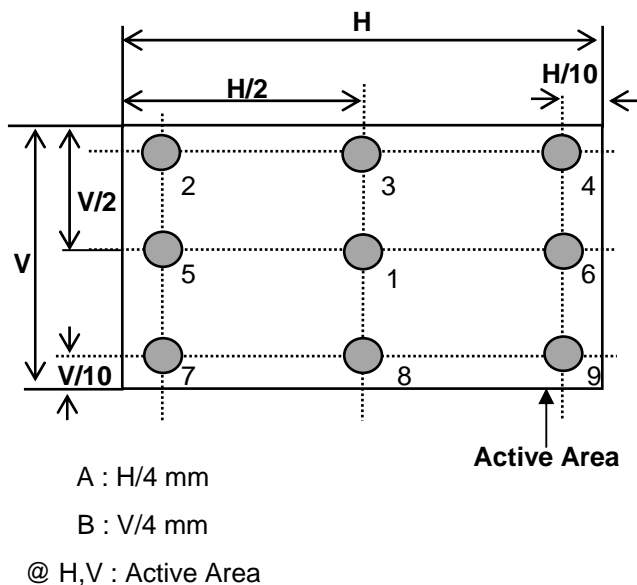 H
H/2
H/10
2
3
4
V/2
V
5
1
6
V/10
7
8
9
Active Area
A : H/4 mm
B : V/4 mm
@ H,V : Active Area